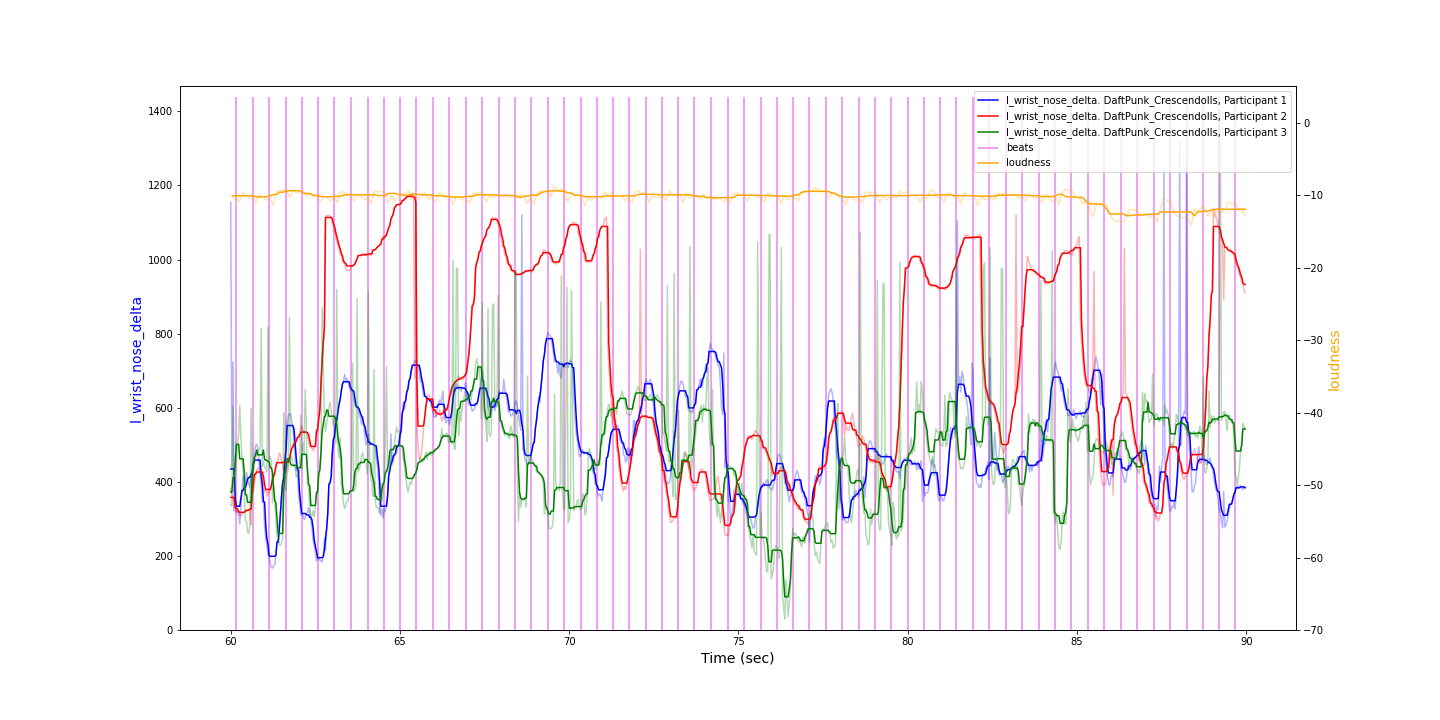 l_wrist_nose_delta. DaftPunk_Crescendolls, Participant 1
l_wrist_nose_delta. DaftPunk_Crescendolls, Participant 2
l_wrist_nose_delta. DaftPunk_Crescendolls, Participant 3
beats
loudness
1400
1200
1000
800
600
400
200
0
l_wrist_nose_delta
0
−10
−20
−30
−40
−50
−60
−70
loudness
60 65 70 75 80 85 90
Time (sec)